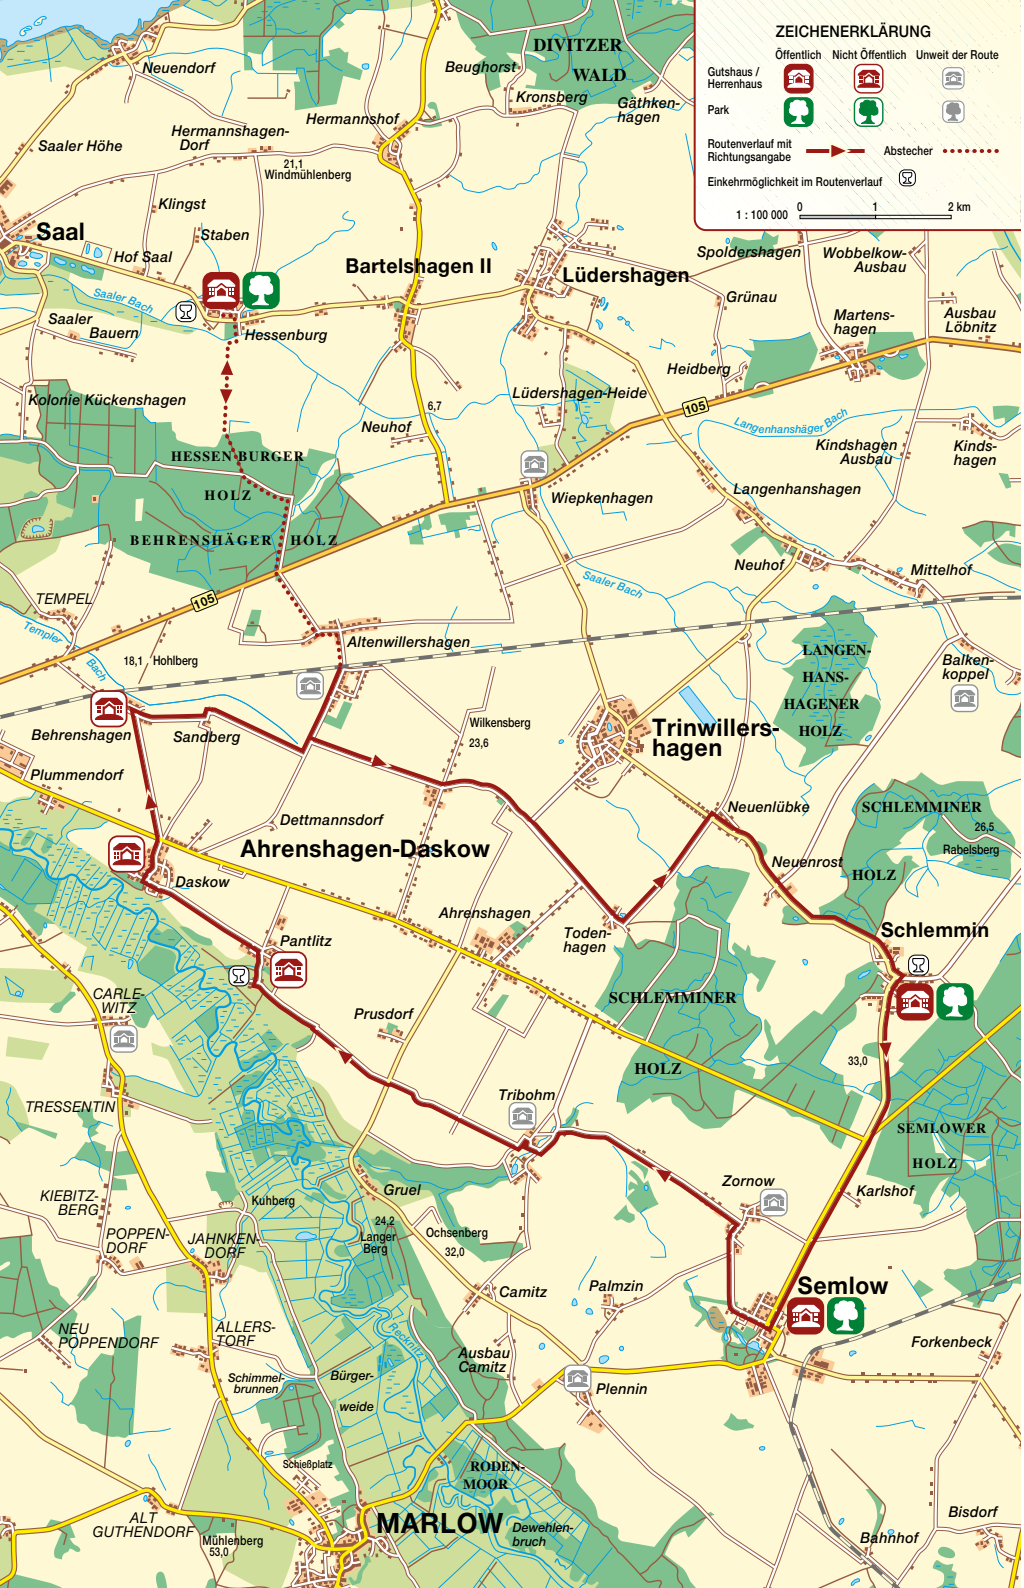 ZEICHENERKLÄRUNG
Öffentlich
Nicht Öffentlich
Unweit der Route
Gutshaus /
Herrenhaus
Park
Routenverlauf mit
Richtungsangabe
Abstecher
Einkehrmöglichkeit im Routenverlauf
1 : 100 000
0
1
2 km
Neuendorf
Beughorst
DIVITZER
WALD
Kronsberg
Gäthken-
hagen
Hermannshof
Hermannshagen-
Dorf
Saaler Höhe
21,1
Windmühlenberg
Klingst
Saal
Staben
Hof Saal
Bartelshagen II
Lüdershagen
Spoldershagen
Wobbelkow-
Ausbau
Saaler Bach
Grünau
Saaler
Bauern
Hessenburg
Martens-
hagen
Ausbau
Löbnitz
Heidberg
Kolonie Kückenshagen
Lüdershagen-Heide
6,7
105
Neuhof
Langenhanshäger Bach
Kindshagen
Ausbau
Kinds-
hagen
HESSEN BURGER
HOLZ
Wiepkenhagen
Langenhanshagen
BEHRENSHÄGER HOLZ
Neuhof
Mittelhof
Saaler Bach
105
TEMPEL
Templer
Bach
Altenwillershagen
18,1
Hohlberg
LANGEN-
HANS-
HAGENER
HOLZ
Balken-
koppel
Behrenshagen
Sandberg
Wilkensberg
23,6
Trinwillers-
hagen
Plummendorf
Neuenlübke
SCHLEMMINER
26,5
Rabelsberg
HOLZ
Dettmannsdorf
Ahrenshagen-Daskow
Neuenrost
Daskow
Ahrenshagen
Toden-
hagen
Schlemmin
Pantlitz
CARLE-
WITZ
SCHLEMMINER
HOLZ
Prusdorf
33,0
TRESSENTIN
Tribohm
SEMLOWER
HOLZ
Zornow
Karlshof
KIEBITZ-
BERG
Kuhberg
Gruel
24,2
Langer
Berg
Ochsenberg
32,0
POPPEN-
DORF
JAHNKEN-
DORF
Camitz
Palmzin
Semlow
NEU
POPPENDORF
ALLERS-
TORF
Recknitz
Ausbau
Camitz
Forkenbeck
Schimmel-
brunnen
Bürger-
weide
Plennin
Schießplatz
RODEN-
MOOR
ALT
GUTHENDORF
Mühlenberg
53,0
MARLOW
Dewehlen-
bruch
Bisdorf
Bahnhof